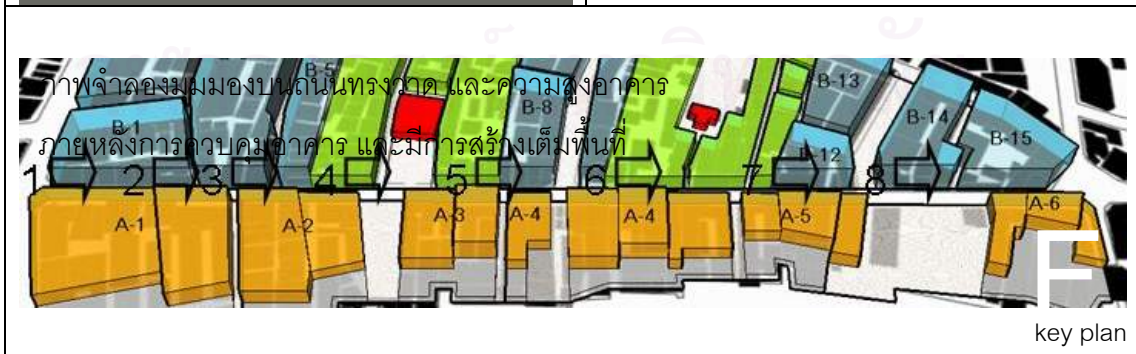 ภาพจำลองมุมมองบนถนนทรงวาด และความสูงอาคาร
B-5 B-13
B-1 B-8 B-14
ภายหลังการควบคุมอาคาร และมีการสร้างเต็มพื้นที่
B-15
B-12
1 2 3 4 5 6 7 8
A-1 A-2 A-3 A-4 A-4 A-5 A-6
F
key plan